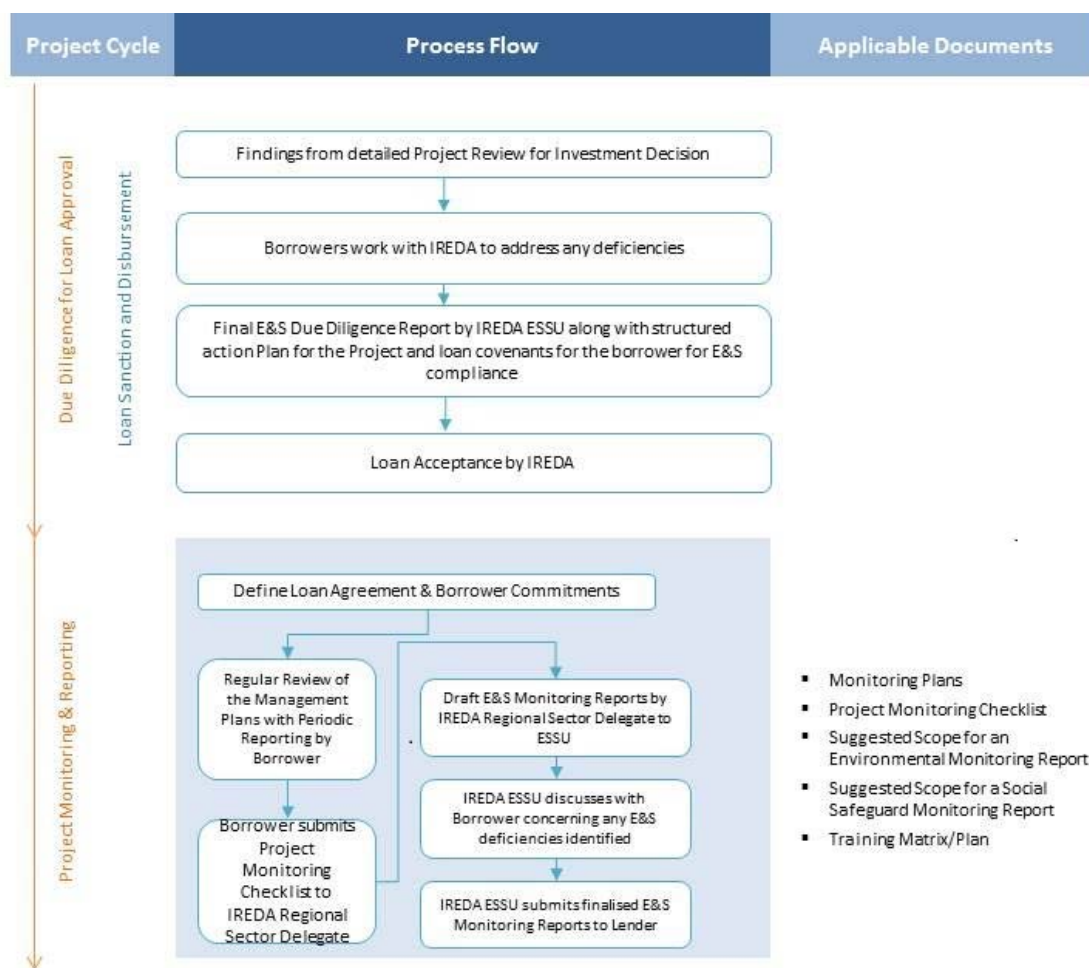 Project Cycle
Process Flow
Applicable Documents
Due Diligence for Loan Approval
Loan Sanction and Disbursement
Findings from detailed Project Review for Investment Decision
Borrowers work with IREDA to address any deficiencies
Final E&S Due Diligence Report by IREDA ESSU along with structured
action Plan for the Project and loan covenants for the borrower for E&S
compliance
Loan Acceptance by IREDA
Project Monitoring & Reporting
Define Loan Agreement & Borrower Commitments
Regular Review of
the Management
Plans with Periodic
Reporting by
Borrower
Borrower submits
Project
Monitoring
Checklist to
IREDA Regional
Sector Delegate
Draft E&S Monitoring Reports by
IREDA Regional Sector Delegate to
ESSU
IREDA ESSU discusses with
Borrower concerning any E&S
deficiencies identified
IREDA ESSU submits finalised E&S
Monitoring Reports to Lender
▪ Monitoring Plans
▪ Project Monitoring Checklist
▪ Suggested Scope for an
Environmental Monitoring Report
▪ Suggested Scope for a Social
Safeguard Monitoring Report
▪ Training Matrix/Plan